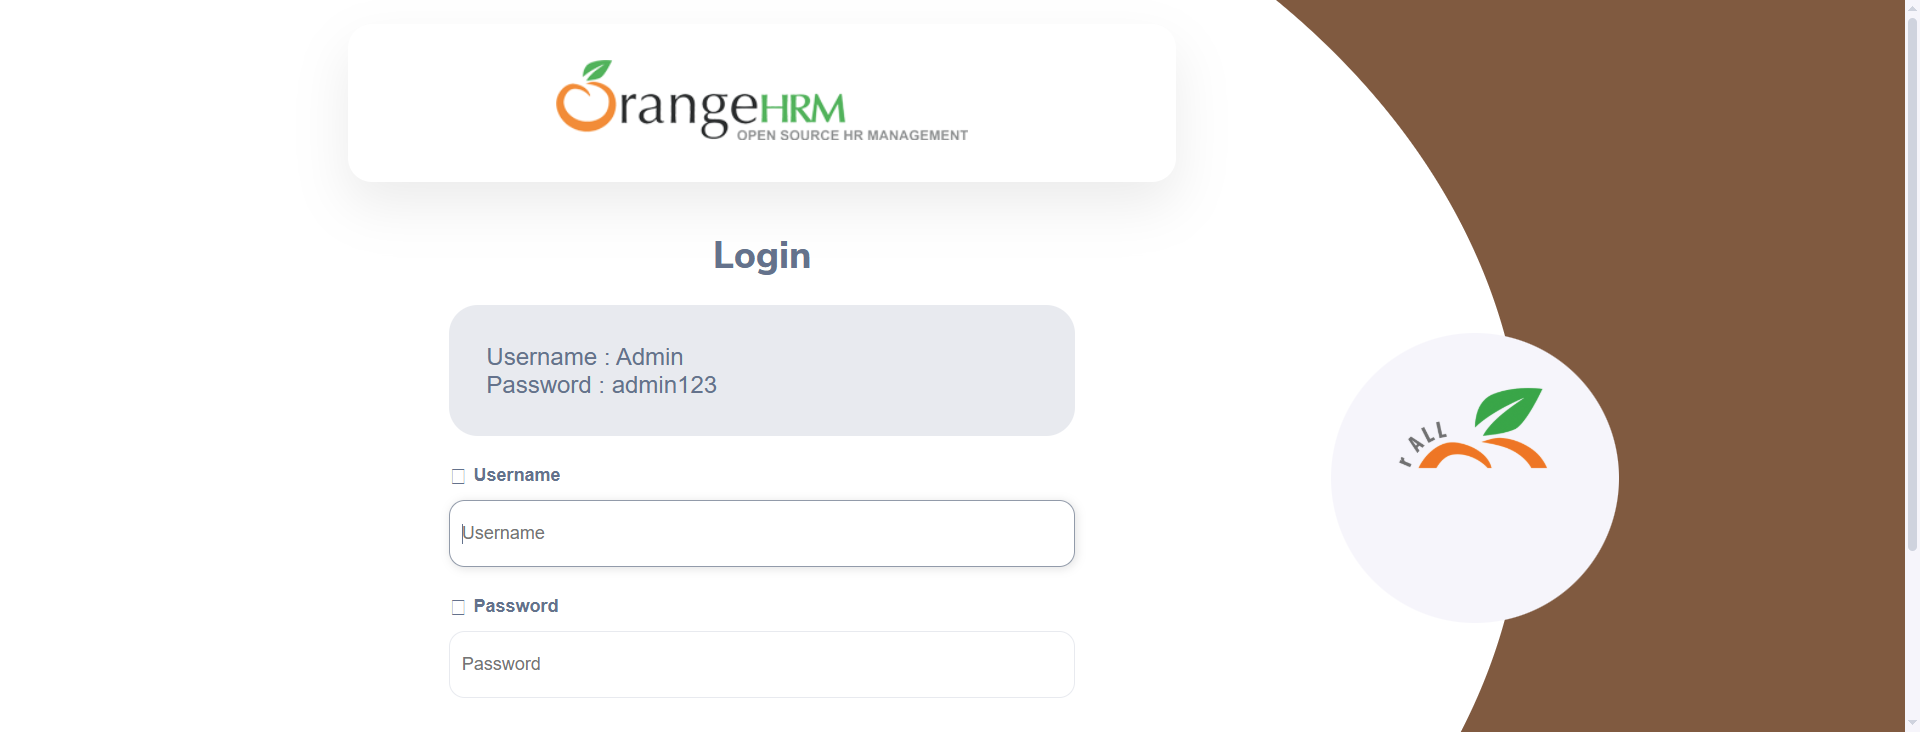 OrangeHRM
OPEN SOURCE HR MANAGEMENT
Login
Username : Admin
Password : admin123
Username
Username
Password
Password
r ALL